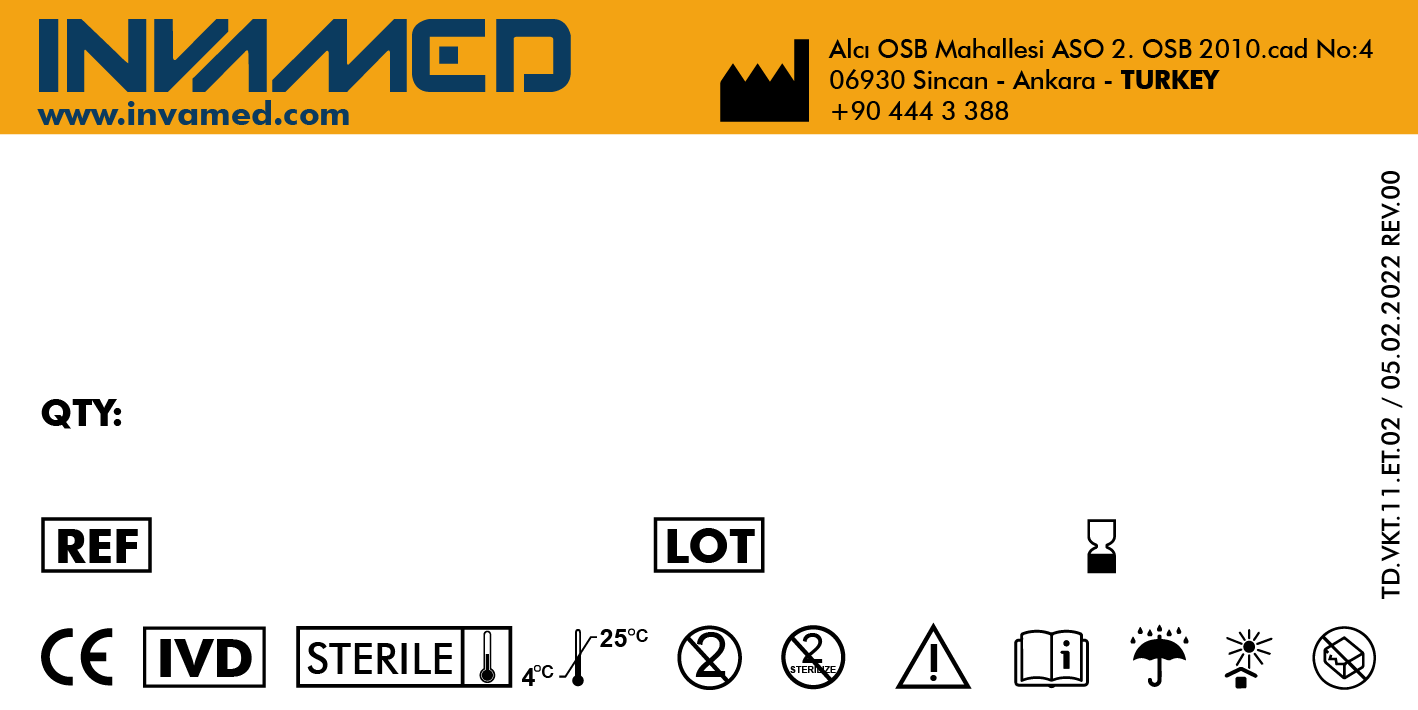 INVAMED
www.invamed.com
Alcı OSB Mahallesi ASO 2. OSB 2010.cad No:4
06930 Sincan - Ankara - TURKEY
+90 444 3 388
TD.VKT.11.ET.02 / 05.02.2022 REV.00
QTY:
REF
LOT
CE
IVD
STERILE
4°C
25°C
2
2
STERILIZE
!
i